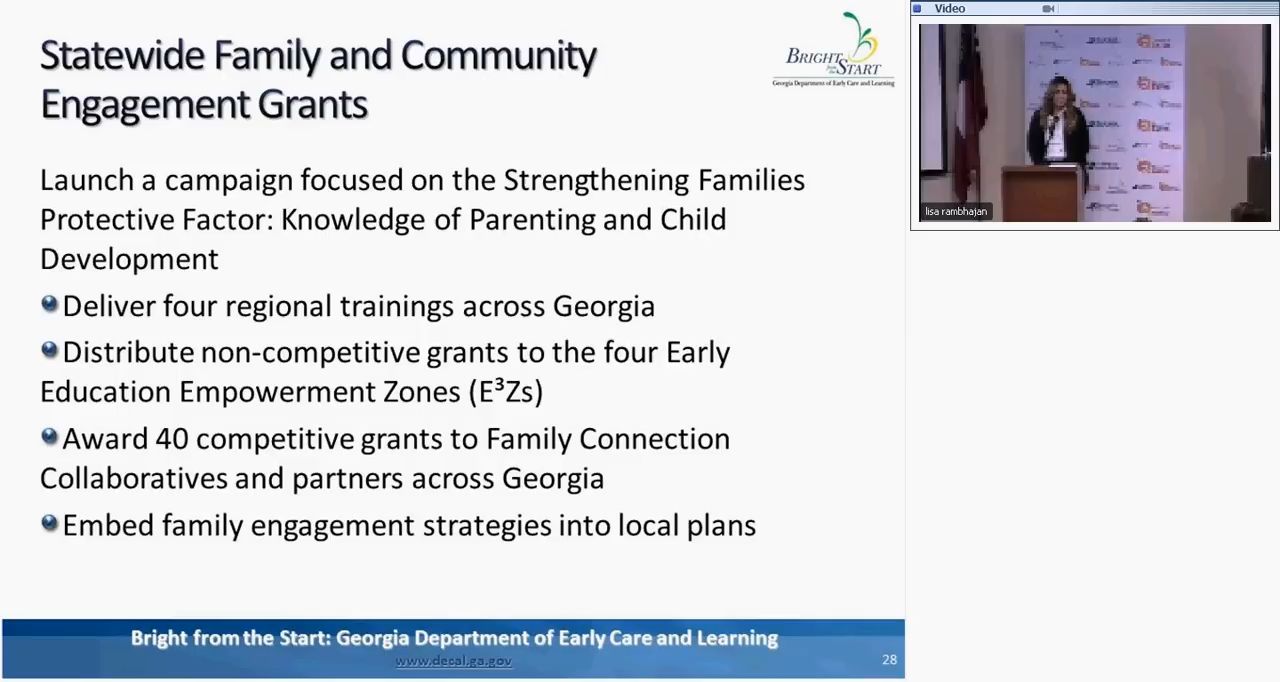 Statewide Family and Community
Engagement Grants
BRIGHT
from the
START
Georgia Department of Early Care and Learning
Launch a campaign focused on the Strengthening Families
Protective Factor: Knowledge of Parenting and Child
Development
Deliver four regional trainings across Georgia
Distribute non-competitive grants to the four Early
Education Empowerment Zones (E³Zs)
Award 40 competitive grants to Family Connection
Collaboratives and partners across Georgia
Embed family engagement strategies into local plans
Bright from the Start: Georgia Department of Early Care and Learning
www.decal.ga.gov
28
Video
lisa rambhajan